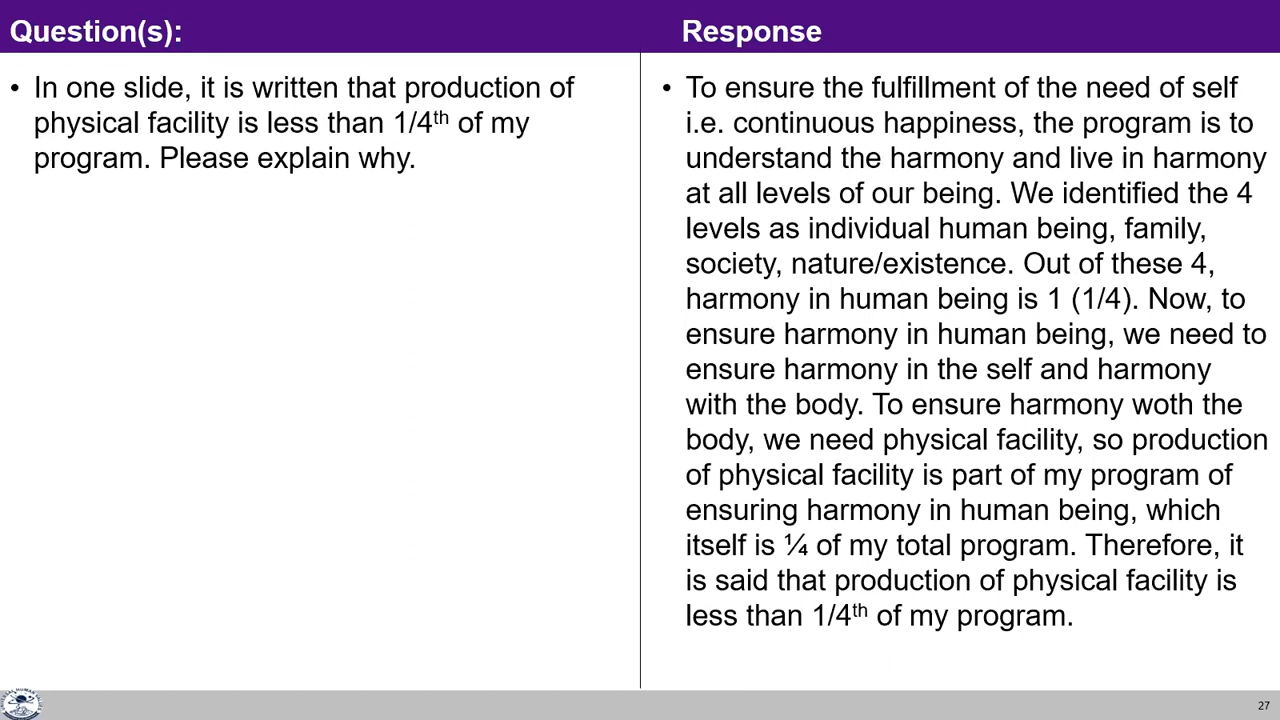 Question(s):
Response
• In one slide, it is written that production of
physical facility is less than 1/4th of my
program. Please explain why.
• To ensure the fulfillment of the need of self
i.e. continuous happiness, the program is to
understand the harmony and live in harmony
at all levels of our being. We identified the 4
levels as individual human being, family,
society, nature/existence. Out of these 4,
harmony in human being is 1 (1/4). Now, to
ensure harmony in human being, we need to
ensure harmony in the self and harmony
with the body. To ensure harmony woth the
body, we need physical facility, so production
of physical facility is part of my program of
ensuring harmony in human being, which
itself is ¼ of my total program. Therefore, it
is said that production of physical facility is
less than 1/4th of my program.
27